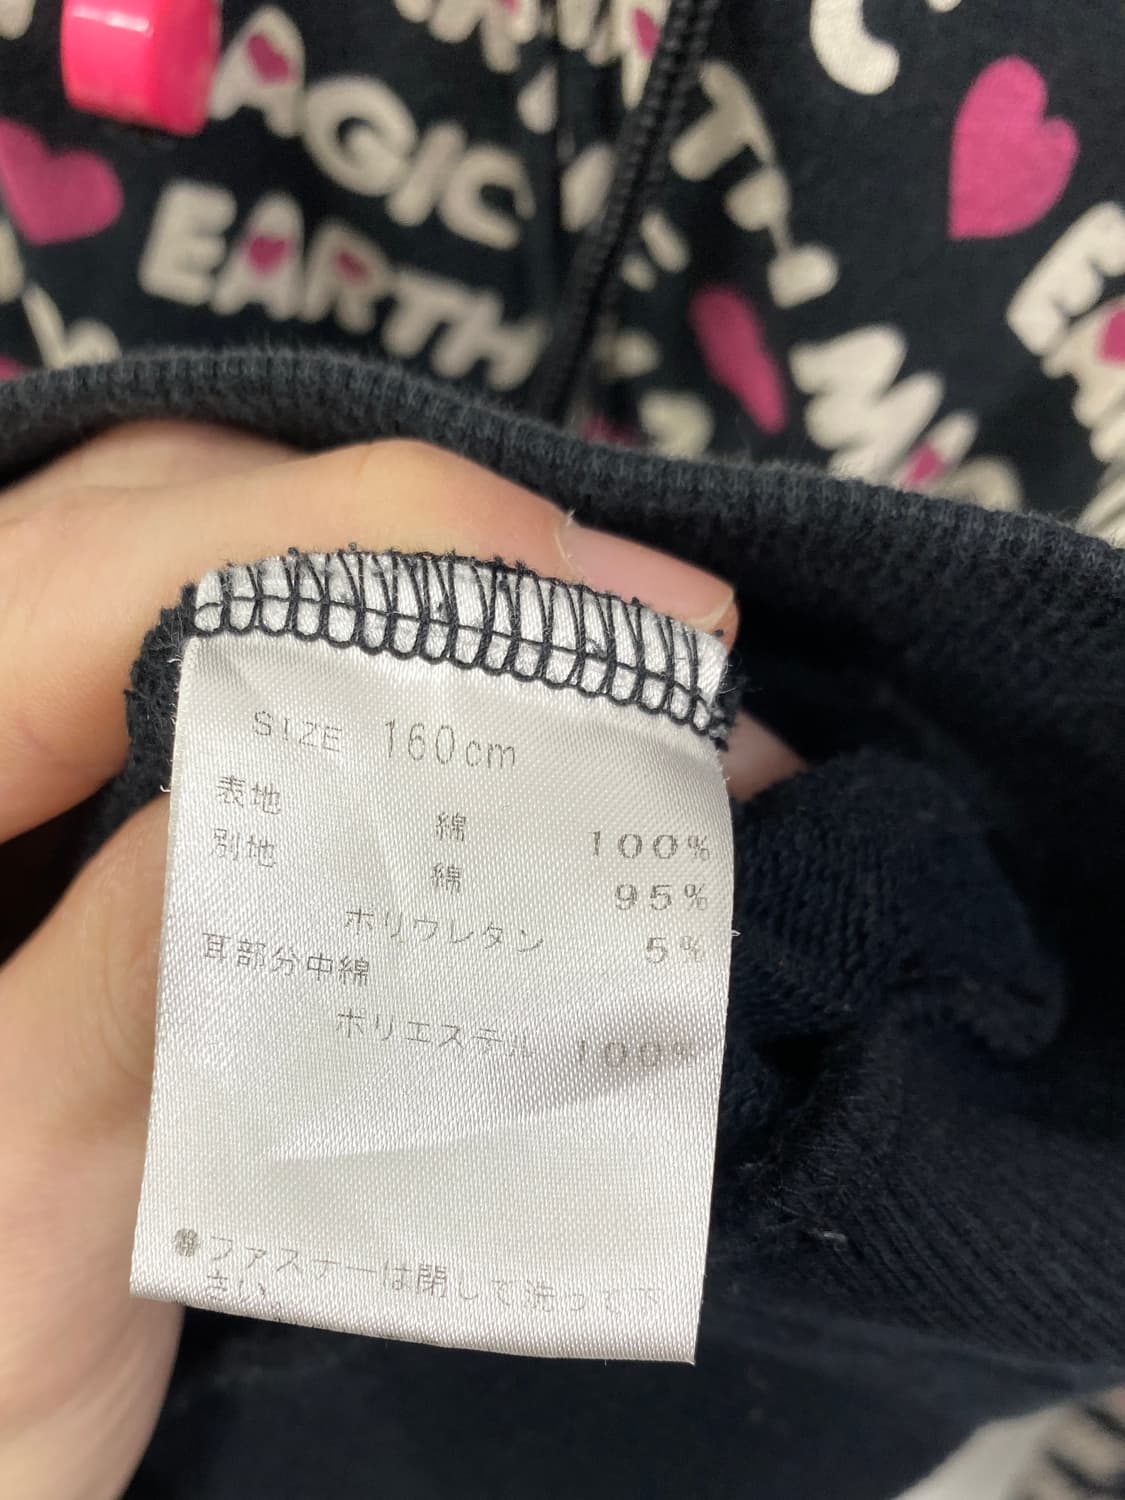 MAGIC
EARTH
SIZE 160cm
表地 綿 100%
別地 綿 95%
ポリウレタン 5%
耳部分中綿
ポリエステル 100%
●ファスナーは閉じて洗って下
さい